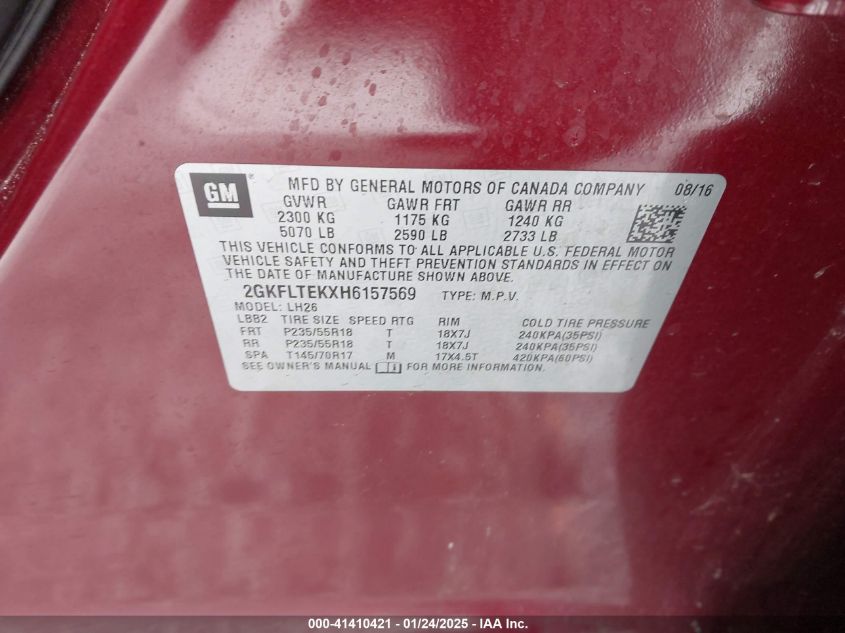 GM ® MFD BY GENERAL MOTORS OF CANADA COMPANY 08/16
GVWR GAWR FRT GAWR RR
2300 KG 1175 KG 1240 KG
5070 LB 2590 LB 2733 LB
THIS VEHICLE CONFORMS TO ALL APPLICABLE U.S. FEDERAL MOTOR
VEHICLE SAFETY AND THEFT PREVENTION STANDARDS IN EFFECT ON
THE DATE OF MANUFACTURE SHOWN ABOVE.
2GKFLTEKXH6157569 TYPE: M.P.V.
MODEL: LH26
LBB2 TIRE SIZE SPEED RTG RIM COLD TIRE PRESSURE
FRT P235/55R18 T 18X7J 240KPA(35PSI)
RR P235/55R18 T 18X7J 240KPA(35PSI)
SPA T145/70R17 M 17X4.5T 420KPA(60PSI)
SEE OWNER'S MANUAL FOR MORE INFORMATION.
000-41410421 - 01/24/2025 - IAA, Inc.